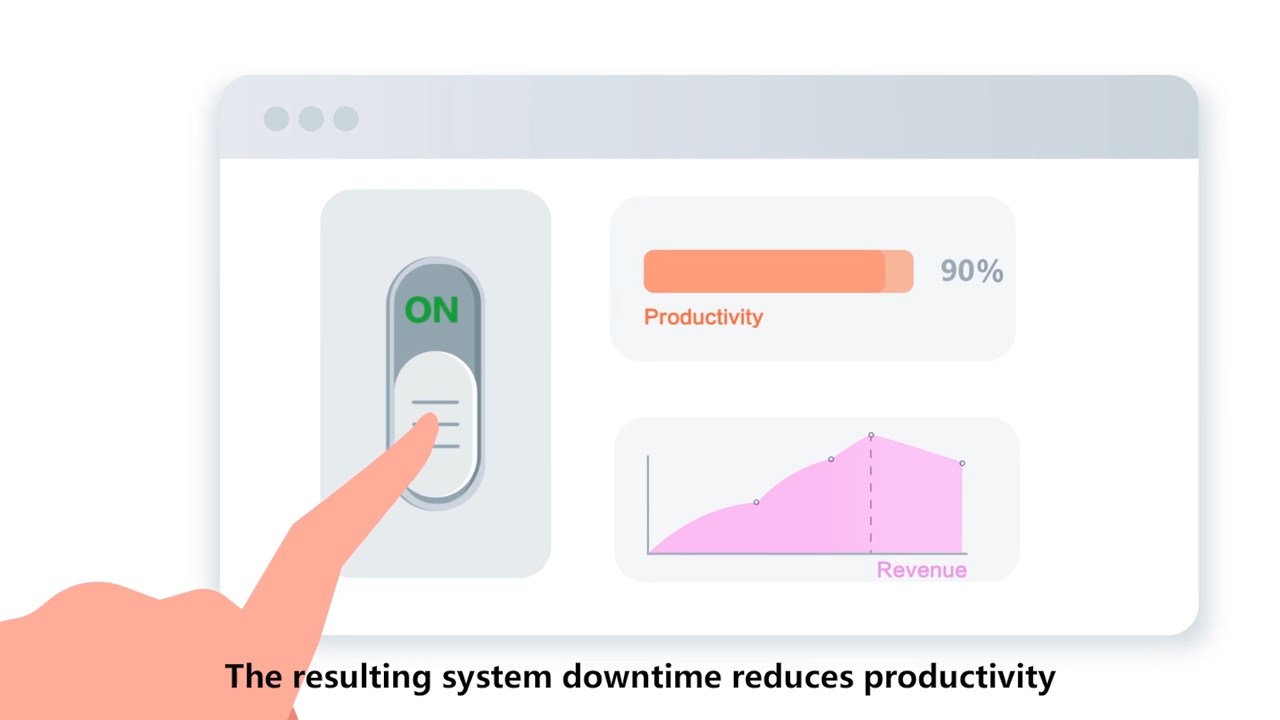 ON
90%
Productivity
Revenue
The resulting system downtime reduces productivity